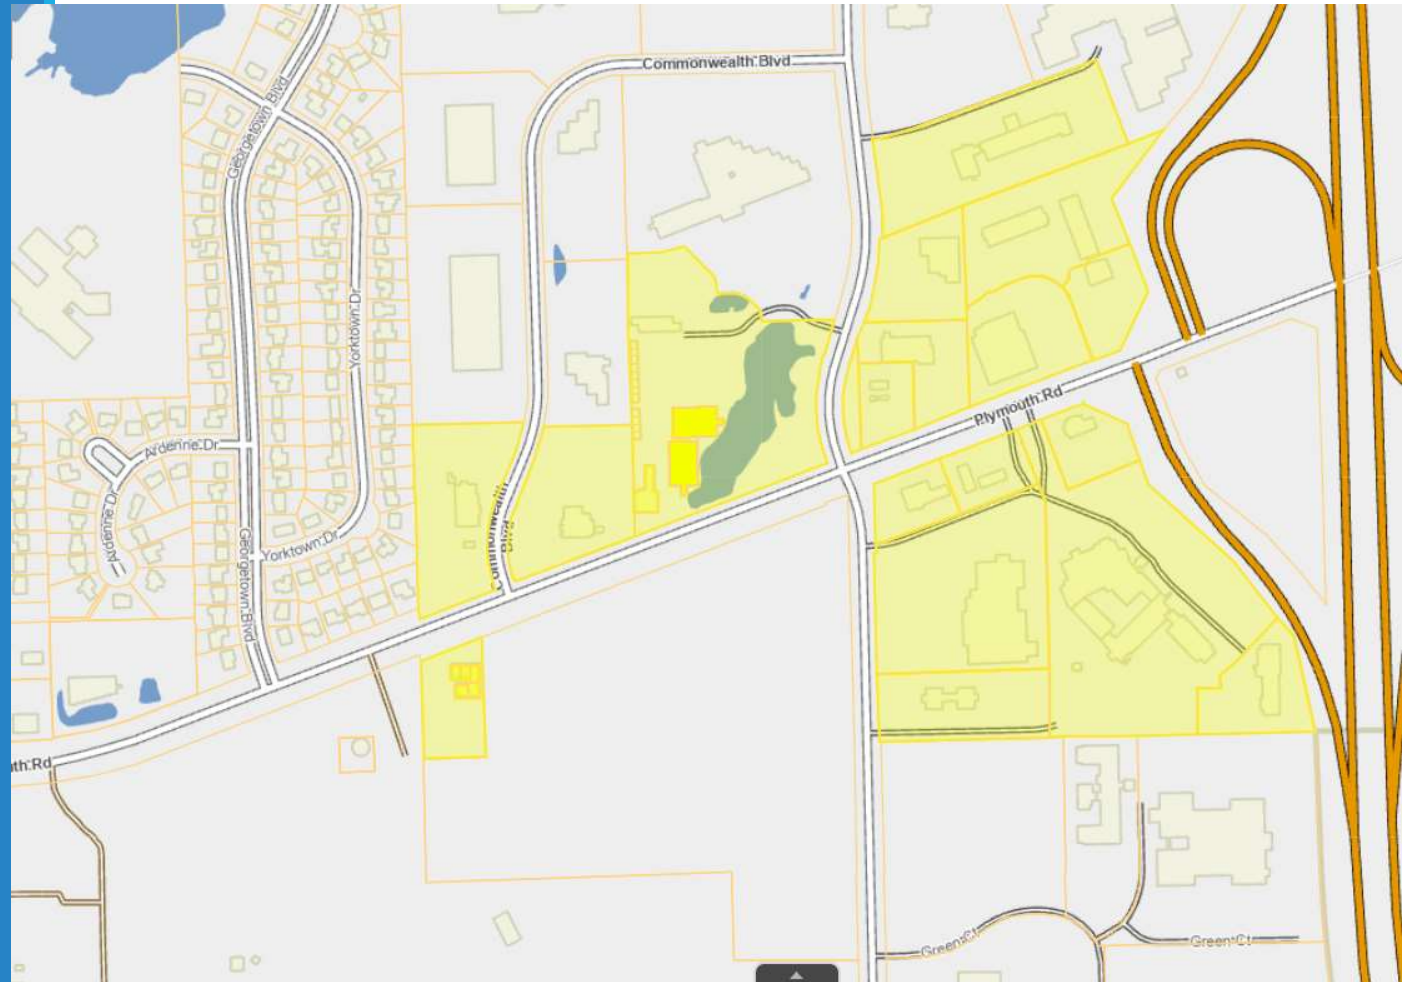 Commonwealth Blvd
Georgetown Blvd
Yorktown Dr
Plymouth Rd
Ardenne Dr
Commonwealth
Blvd
Ardenne Dr
Georgetown Blvd
Yorktown Dr
th Rd
Green Ct
Green Ct